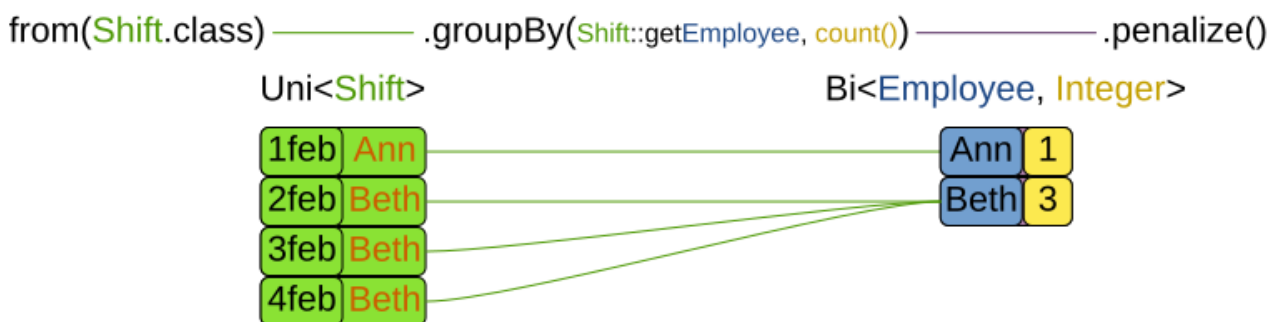 from(Shift.class) .groupBy(Shift::getEmployee, count()) .penalize()
Uni<Shift> Bi<Employee, Integer>
1feb Ann Ann 1
2feb Beth Beth 3
3feb Beth
4feb Beth